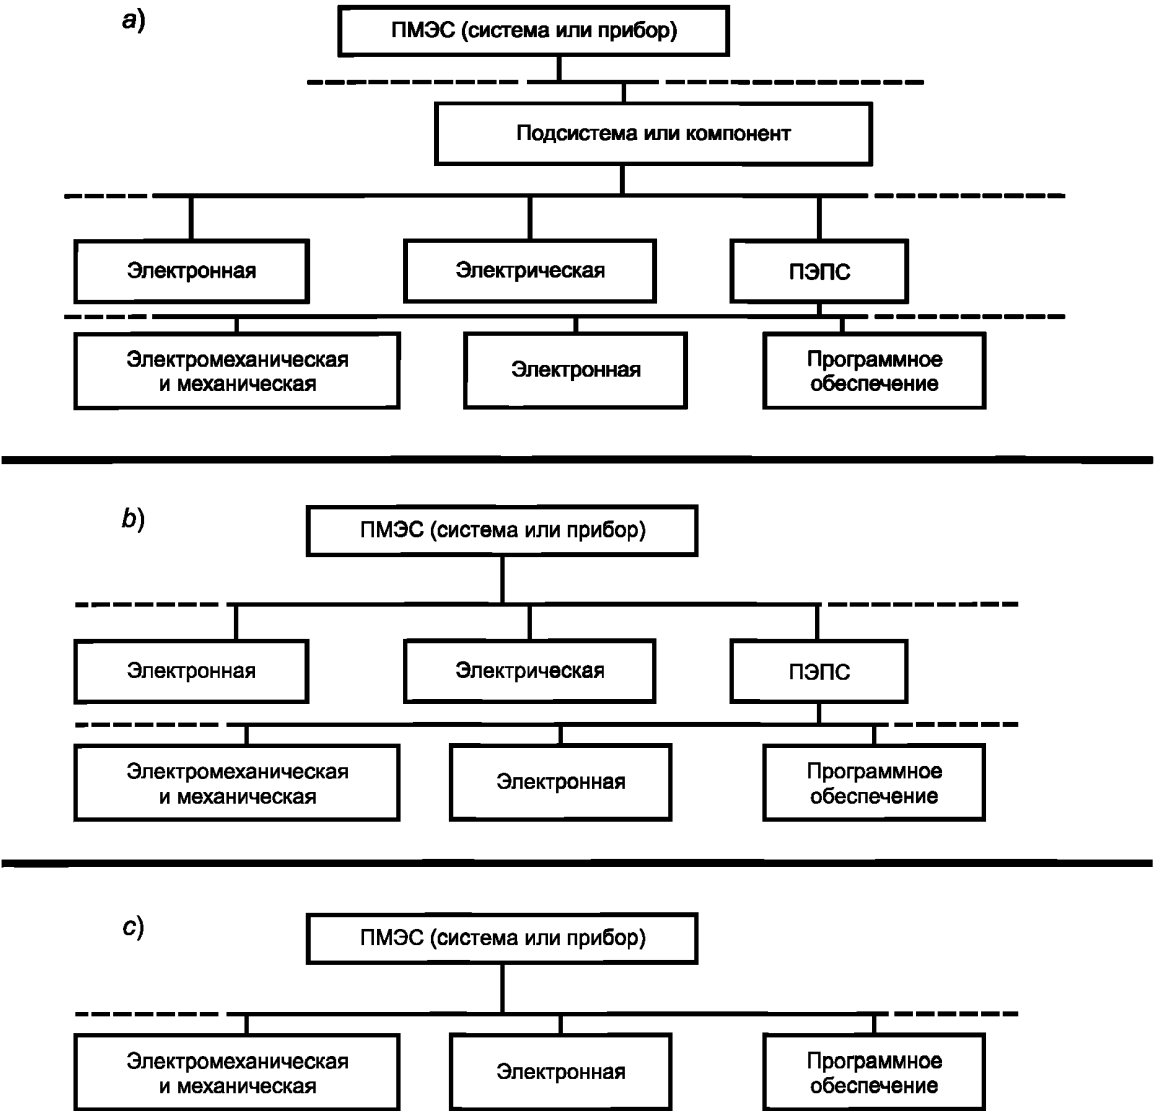 a)
ПМЭС (система или прибор)
Подсистема или компонент
Электронная
Электрическая
ПЭПС
Электромеханическая
и механическая
Электронная
Программное
обеспечение
b)
ПМЭС (система или прибор)
Электронная
Электрическая
ПЭПС
Электромеханическая
и механическая
Электронная
Программное
обеспечение
c)
ПМЭС (система или прибор)
Электромеханическая
и механическая
Электронная
Программное
обеспечение